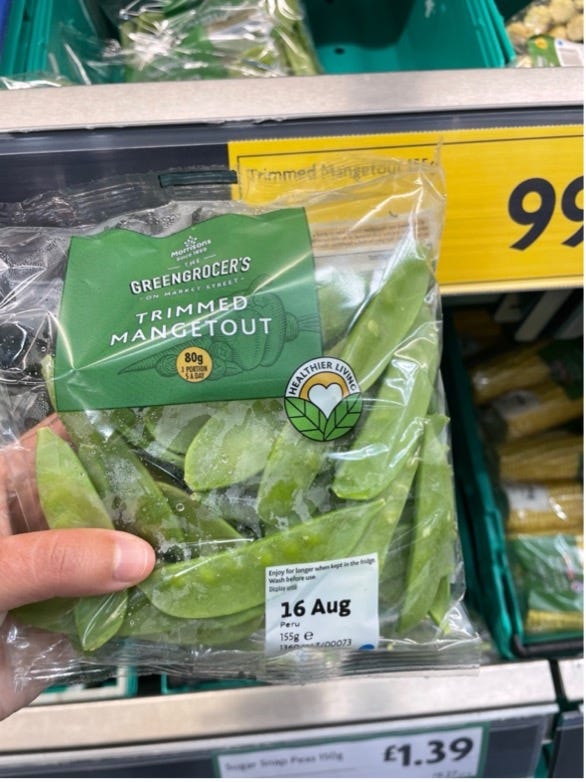 Trimmed Mangetout 155g
99
Morrisons
Since 1899
THE
GREENGROCER'S
ON MARKET STREET
TRIMMED
MANGETOUT
80g
1 PORTION
5 A DAY
HEALTHIER LIVING
Enjoy for longer when kept in the fridge
Wash before use
Display until
16 Aug
Peru
155g e
Sugar Snap Peas 150g
£1.39